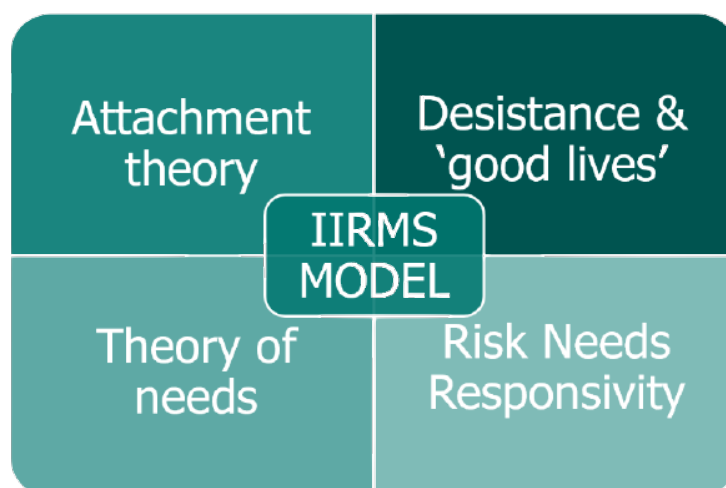 Attachment
theory
Desistance &
‘good lives’
IIRMS
MODEL
Theory of
needs
Risk Needs
Responsivity